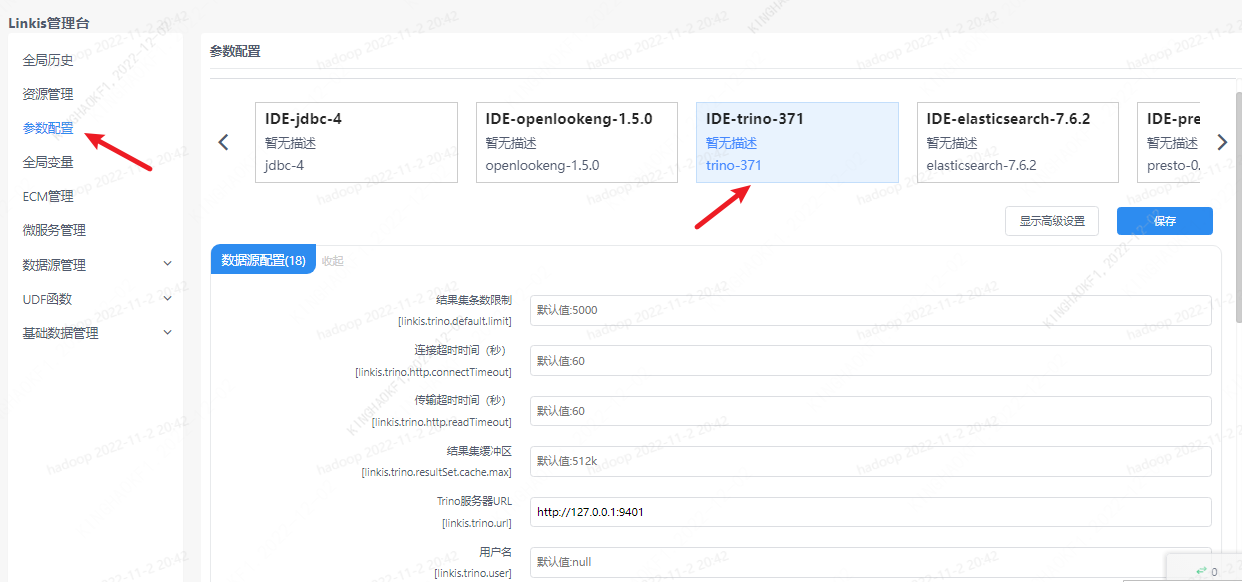 Linkis管理台
全局历史
资源管理
参数配置
全局变量
ECM管理
微服务管理
数据源管理
UDF函数
基础数据管理
参数配置
IDE-jdbc-4
暂无描述
jdbc-4
IDE-openlookeng-1.5.0
暂无描述
openlookeng-1.5.0
IDE-trino-371
暂无描述
trino-371
IDE-elasticsearch-7.6.2
暂无描述
elasticsearch-7.6.2
IDE-pre
暂无描述
presto-0.
显示高级设置
保存
数据源配置(18) 收起
结果集条数限制
[linkis.trino.default.limit]
默认值:5000
连接超时时间（秒）
[linkis.trino.http.connectTimeout]
默认值:60
传输超时时间（秒）
[linkis.trino.http.readTimeout]
默认值:60
结果集缓冲区
[linkis.trino.resultSet.cache.max]
默认值:512k
Trino服务器URL
[linkis.trino.url]
http://127.0.0.1:9401
用户名
[linkis.trino.user]
默认值:null
0
hadoop 2022-11-2 20:42